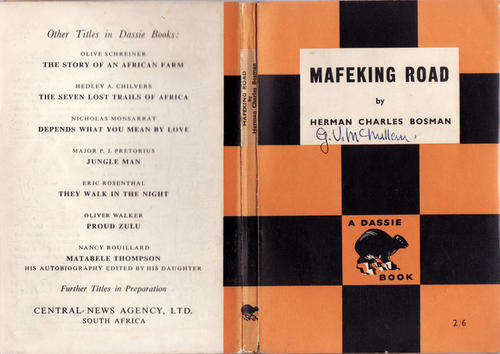 Other Titles in Dassie Books:
OLIVE SCHREINER
THE STORY OF AN AFRICAN FARM
HEDLEY A. CHILVERS
THE SEVEN LOST TRAILS OF AFRICA
NICHOLAS MONSARRAT
DEPENDS WHAT YOU MEAN BY LOVE
MAJOR P. J. PRETORIUS
JUNGLE MAN
ERIC ROSENTHAL
THEY WALK IN THE NIGHT
OLIVER WALKER
PROUD ZULU
NANCY ROUILLARD
MATABELE THOMPSON
HIS AUTOBIOGRAPHY EDITED BY HIS DAUGHTER
Further Titles in Preparation
CENTRAL-NEWS AGENCY, LTD.
SOUTH AFRICA
MAFEKING ROAD
by
Herman Charles Bosman
MAFEKING ROAD
by
HERMAN CHARLES BOSMAN
G. V. McMullen
A DASSIE
BOOK
2/6